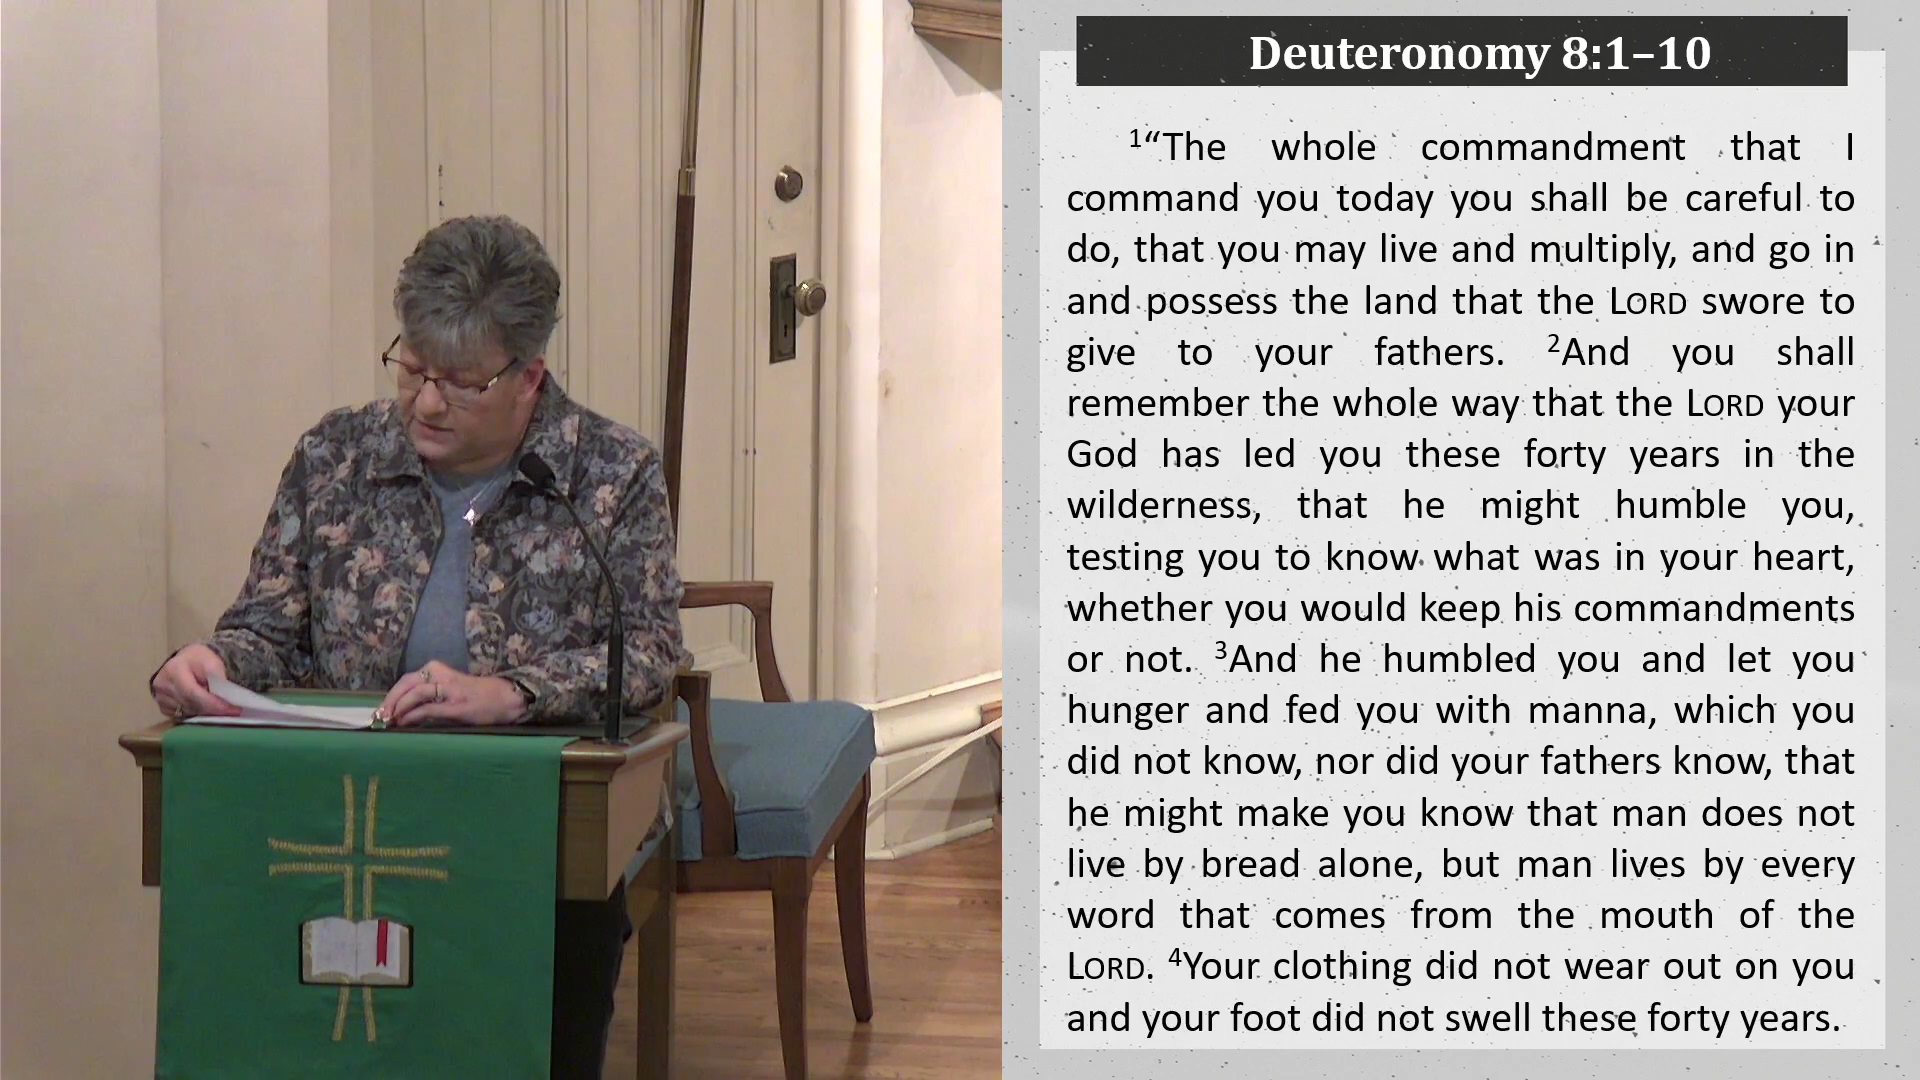 Deuteronomy 8:1–10
¹“The whole commandment that I
command you today you shall be careful to
do, that you may live and multiply, and go in
and possess the land that the LORD swore to
give to your fathers. ²And you shall
remember the whole way that the LORD your
God has led you these forty years in the
wilderness, that he might humble you,
testing you to know what was in your heart,
whether you would keep his commandments
or not. ³And he humbled you and let you
hunger and fed you with manna, which you
did not know, nor did your fathers know, that
he might make you know that man does not
live by bread alone, but man lives by every
word that comes from the mouth of the
LORD. ⁴Your clothing did not wear out on you
and your foot did not swell these forty years.